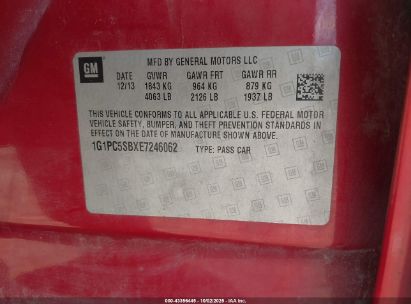 GM
MFD BY GENERAL MOTORS LLC
DATE GVWR GAWR FRT GAWR RR
12/13 1843 KG 964 KG 879 KG
4063 LB 2126 LB 1937 LB
THIS VEHICLE CONFORMS TO ALL APPLICABLE U.S. FEDERAL MOTOR
VEHICLE SAFETY, BUMPER, AND THEFT PREVENTION STANDARDS IN
EFFECT ON THE DATE OF MANUFACTURE SHOWN ABOVE.
1G1PC5SBXE7246062 TYPE: PASS CAR